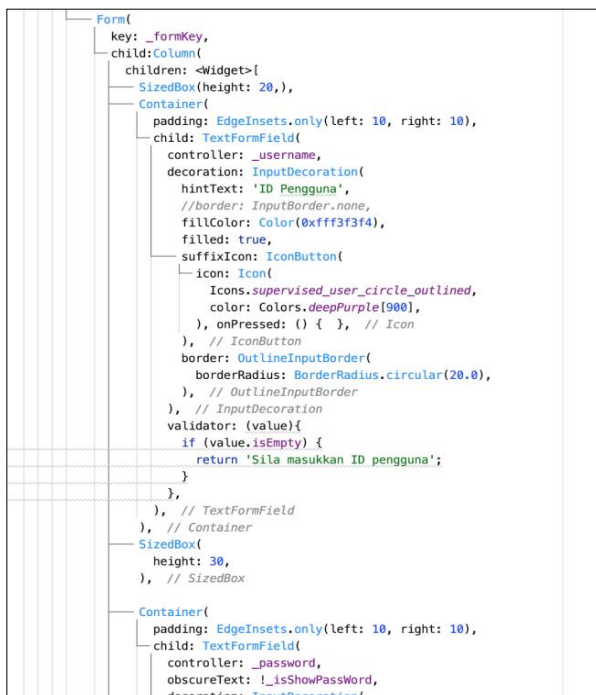 Form(
key: _formKey,
child:Column(
children: <Widget>[
SizedBox(height: 20,),
Container(
padding: EdgeInsets.only(left: 10, right: 10),
child: TextFormField(
controller: _username,
decoration: InputDecoration(
hintText: 'ID Pengguna',
//border: InputBorder.none,
fillColor: Color(0xfff3f3f4),
filled: true,
suffixIcon: IconButton(
icon: Icon(
Icons.supervised_user_circle_outlined,
color: Colors.deepPurple[900],
), onPressed: () { }, // Icon
), // IconButton
border: OutlineInputBorder(
borderRadius: BorderRadius.circular(20.0),
), // OutlineInputBorder
), // InputDecoration
validator: (value){
if (value.isEmpty) {
return 'Sila masukkan ID pengguna';
}
},
), // TextFormField
), // Container
SizedBox(
height: 30,
), // SizedBox
Container(
padding: EdgeInsets.only(left: 10, right: 10),
child: TextFormField(
controller: _password,
obscureText: !_isShowPassWord,
decoration: InputDecoration(